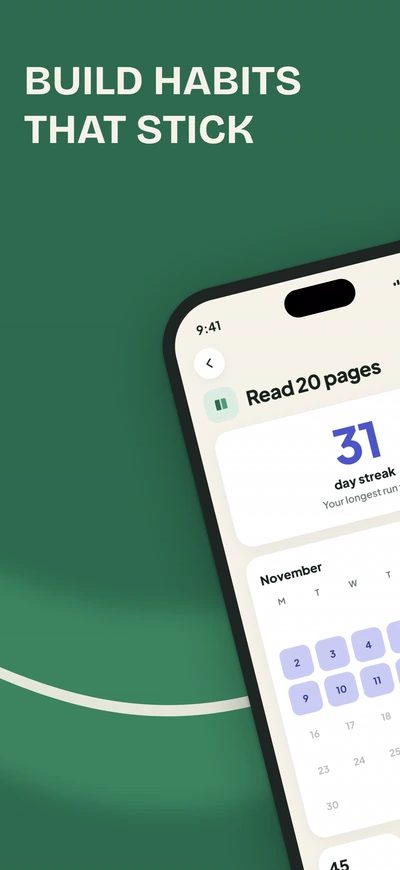 BUILD HABITS
THAT STICK
9:41
Read 20 pages
31
day streak
Your longest run
November
M T W T
2 3 4
9 10 11
16 17 18
23 24 25
30
45